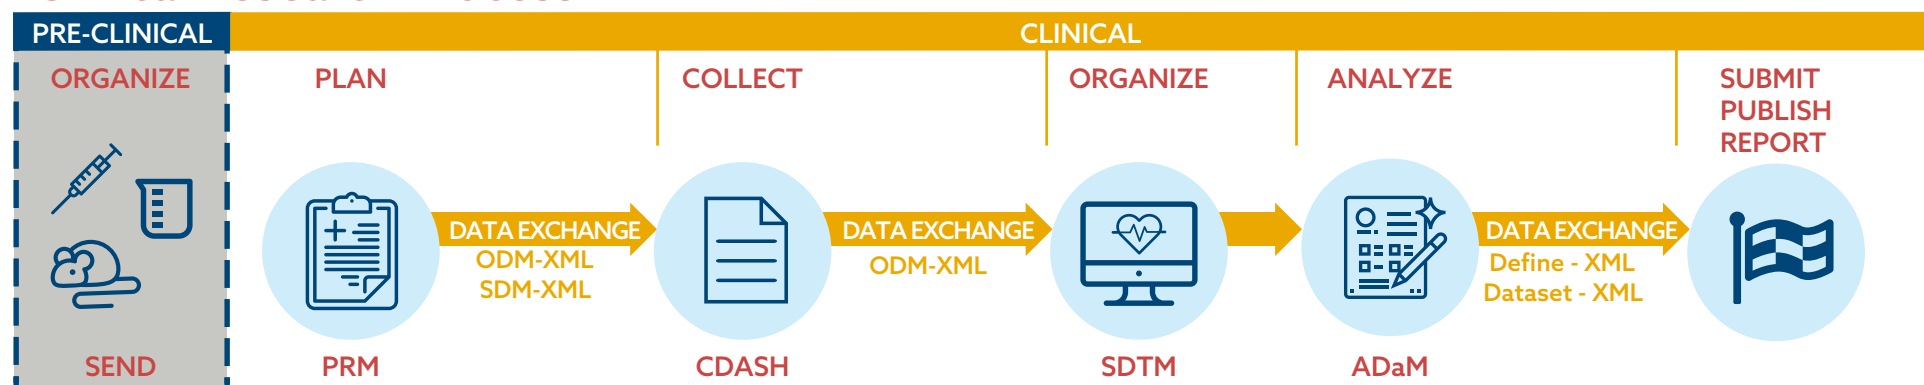 PRE-CLINICAL
CLINICAL
ORGANIZE
PLAN
COLLECT
ORGANIZE
ANALYZE
SUBMIT
PUBLISH
REPORT
DATA EXCHANGE
ODM-XML
SDM-XML
DATA EXCHANGE
ODM-XML
DATA EXCHANGE
Define - XML
Dataset - XML
SEND
PRM
CDASH
SDTM
ADaM